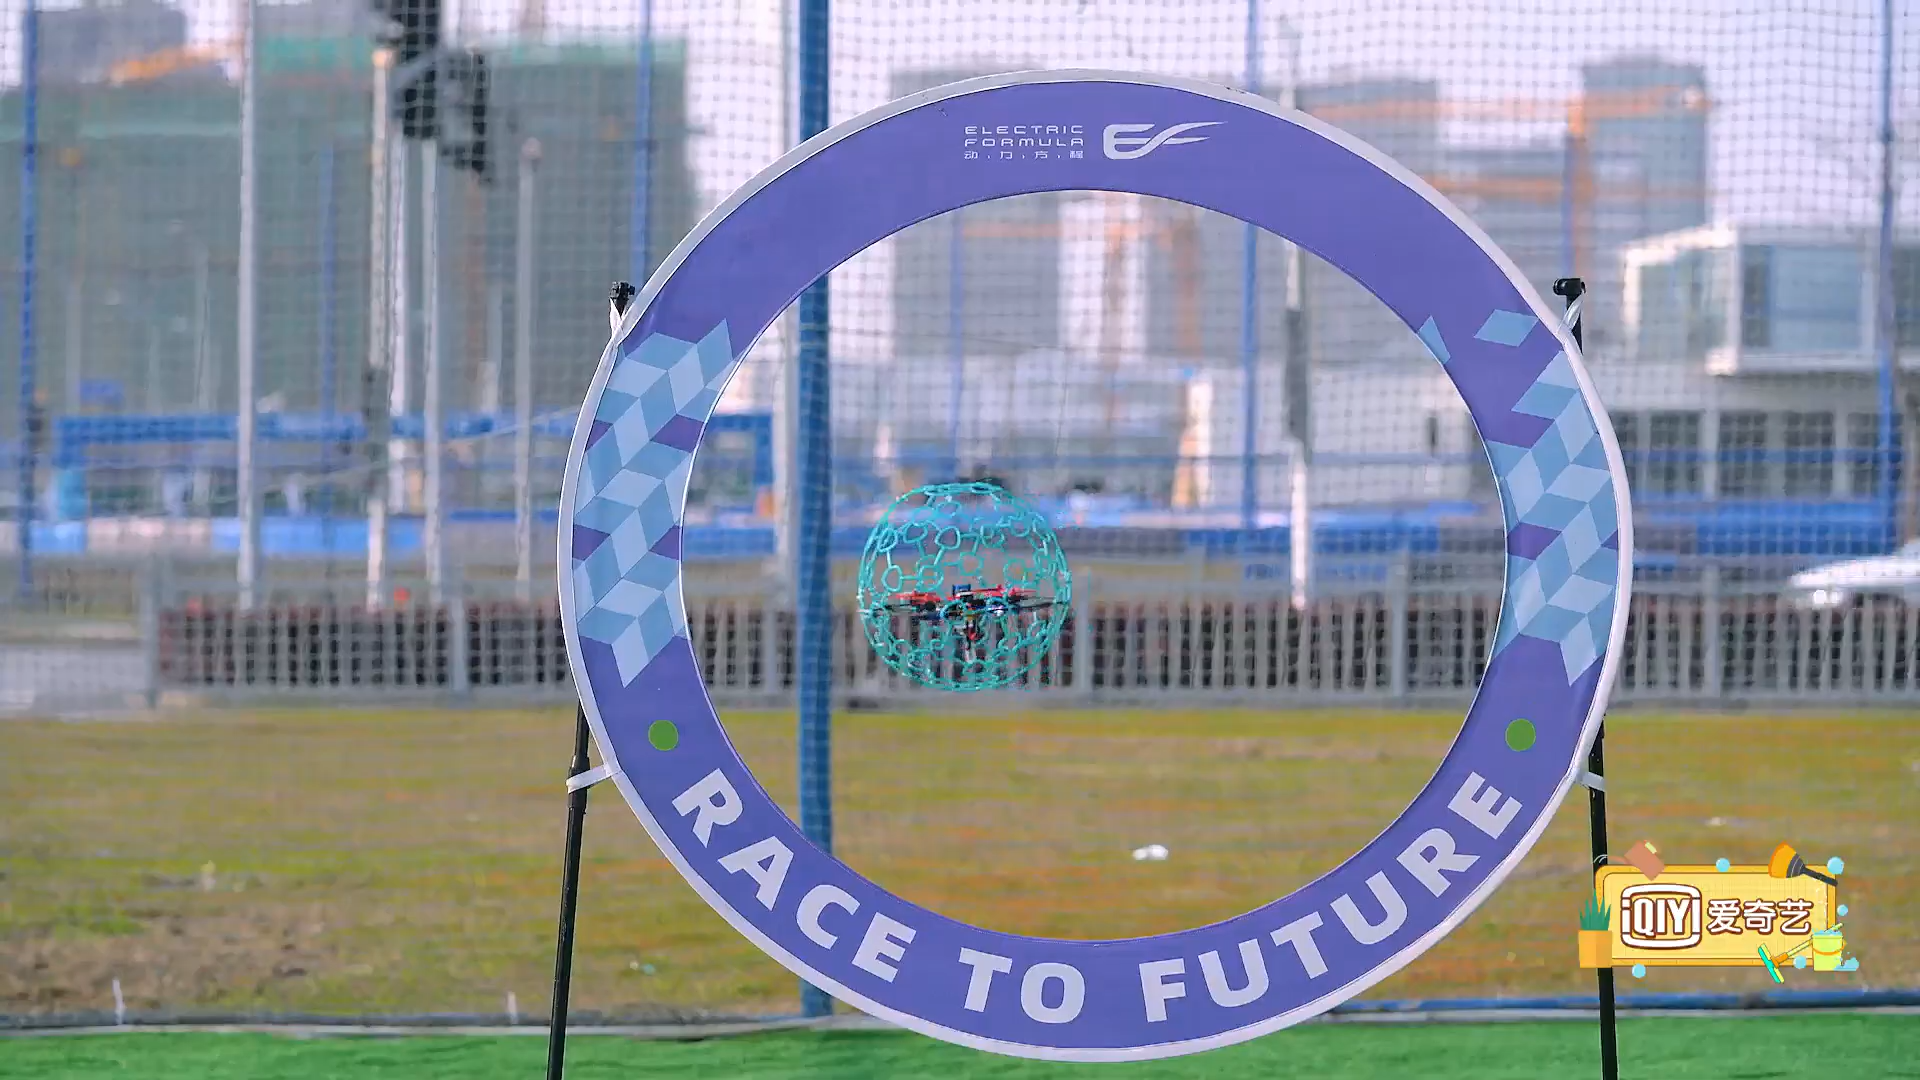 ELECTRIC
FORMULA
动.力.方.程
EF
RACE TO FUTURE
iQIYI 爱奇艺